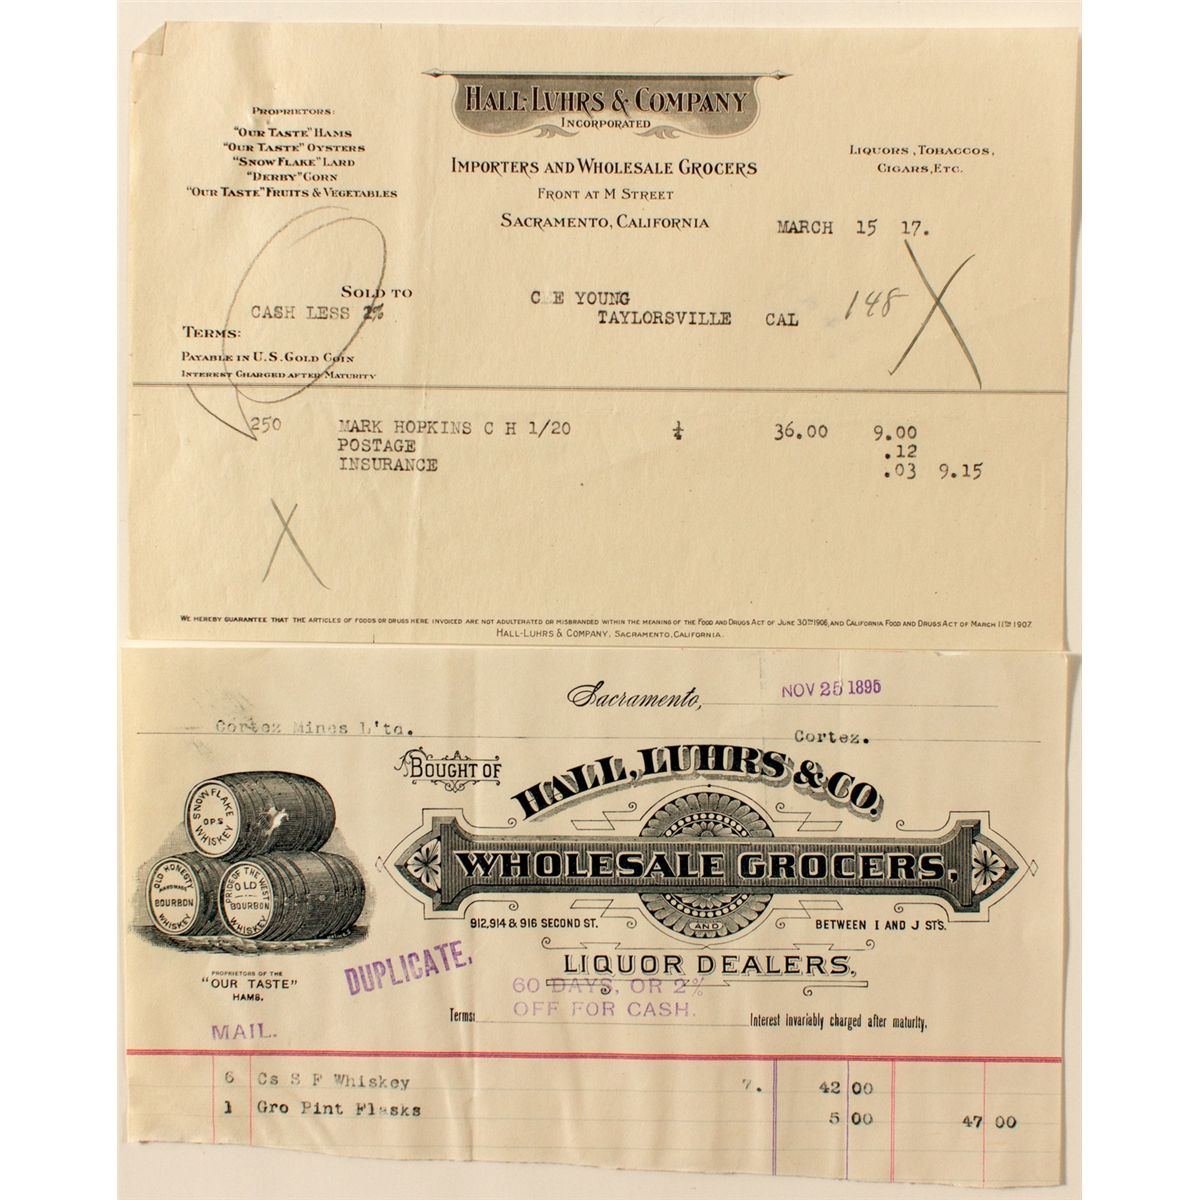 HALL-LUHRS & COMPANY
INCORPORATED
IMPORTERS AND WHOLESALE GROCERS
FRONT AT M STREET
SACRAMENTO, CALIFORNIA
PROPRIETORS:
"OUR TASTE" HAMS
"OUR TASTE" OYSTERS
"SNOW FLAKE" LARD
"DERBY" CORN
"OUR TASTE" FRUITS & VEGETABLES
LIQUORS, TOBACCOS,
CIGARS, ETC.
MARCH 15 17.
SOLD TO
C E YOUNG
TAYLORSVILLE CAL
148
CASH LESS 2%
TERMS:
PAYABLE IN U.S. GOLD COIN
INTEREST CHARGED AFTER MATURITY
250 MARK HOPKINS C H 1/20 ¼ 36.00 9.00
POSTAGE .12
INSURANCE .03 9.15
WE HEREBY GUARANTEE THAT THE ARTICLES OF FOODS OR DRUGS HERE INVOICED ARE NOT ADULTERATED OR MISBRANDED WITHIN THE MEANING OF THE FOOD AND DRUGS ACT OF JUNE 30TH 1906, AND CALIFORNIA FOOD AND DRUGS ACT OF MARCH 11TH 1907.
HALL-LUHRS & COMPANY, SACRAMENTO, CALIFORNIA.
Sacramento, NOV 25 1895
Cortez Mines L'td.
Cortez.
BOUGHT OF
HALL, LUHRS & CO.
WHOLESALE GROCERS,
912, 914 & 916 SECOND ST. AND BETWEEN I AND J STS.
LIQUOR DEALERS,
SNOW FLAKE
O.P.S
WHISKEY
OLD HONESTY
HANDMADE
BOURBON
WHISKEY
PRIDE OF THE WEST
OLD
BOURBON
WHISKEY
PROPRIETORS OF THE
"OUR TASTE"
HAMS.
DUPLICATE.
MAIL.
60 DAYS, OR 2%
OFF FOR CASH.
Terms: Interest invariably charged after maturity.
6 Cs S F Whiskey 7. 42 00
1 Gro Pint Flasks 5 00 47 00